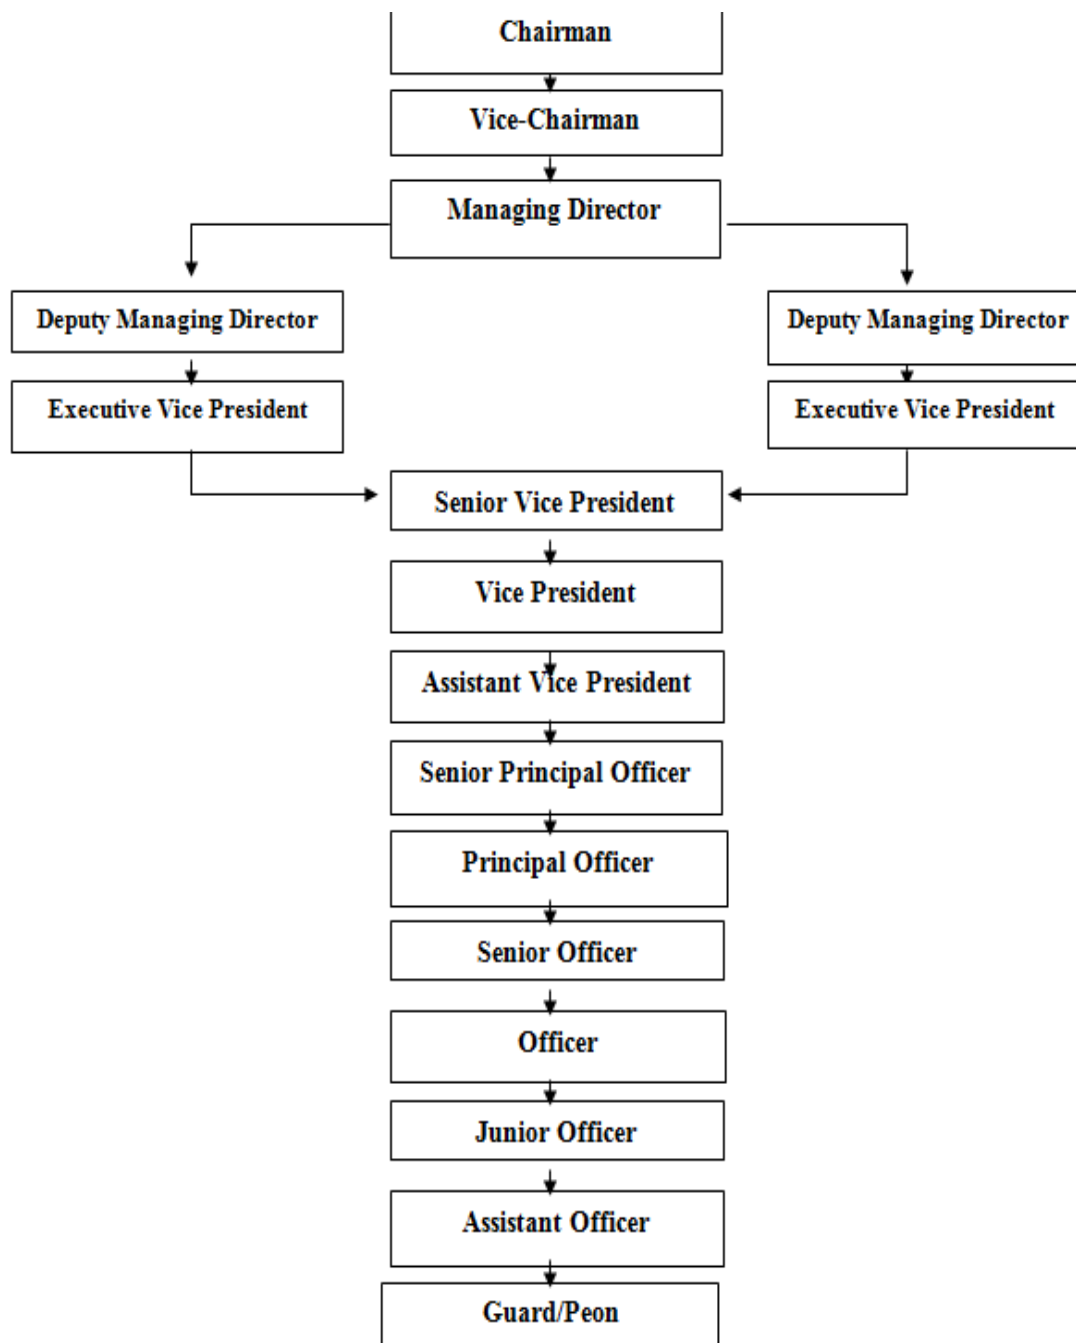 Chairman
Vice-Chairman
Managing Director
Deputy Managing Director
Deputy Managing Director
Executive Vice President
Executive Vice President
Senior Vice President
Vice President
Assistant Vice President
Senior Principal Officer
Principal Officer
Senior Officer
Officer
Junior Officer
Assistant Officer
Guard/Peon